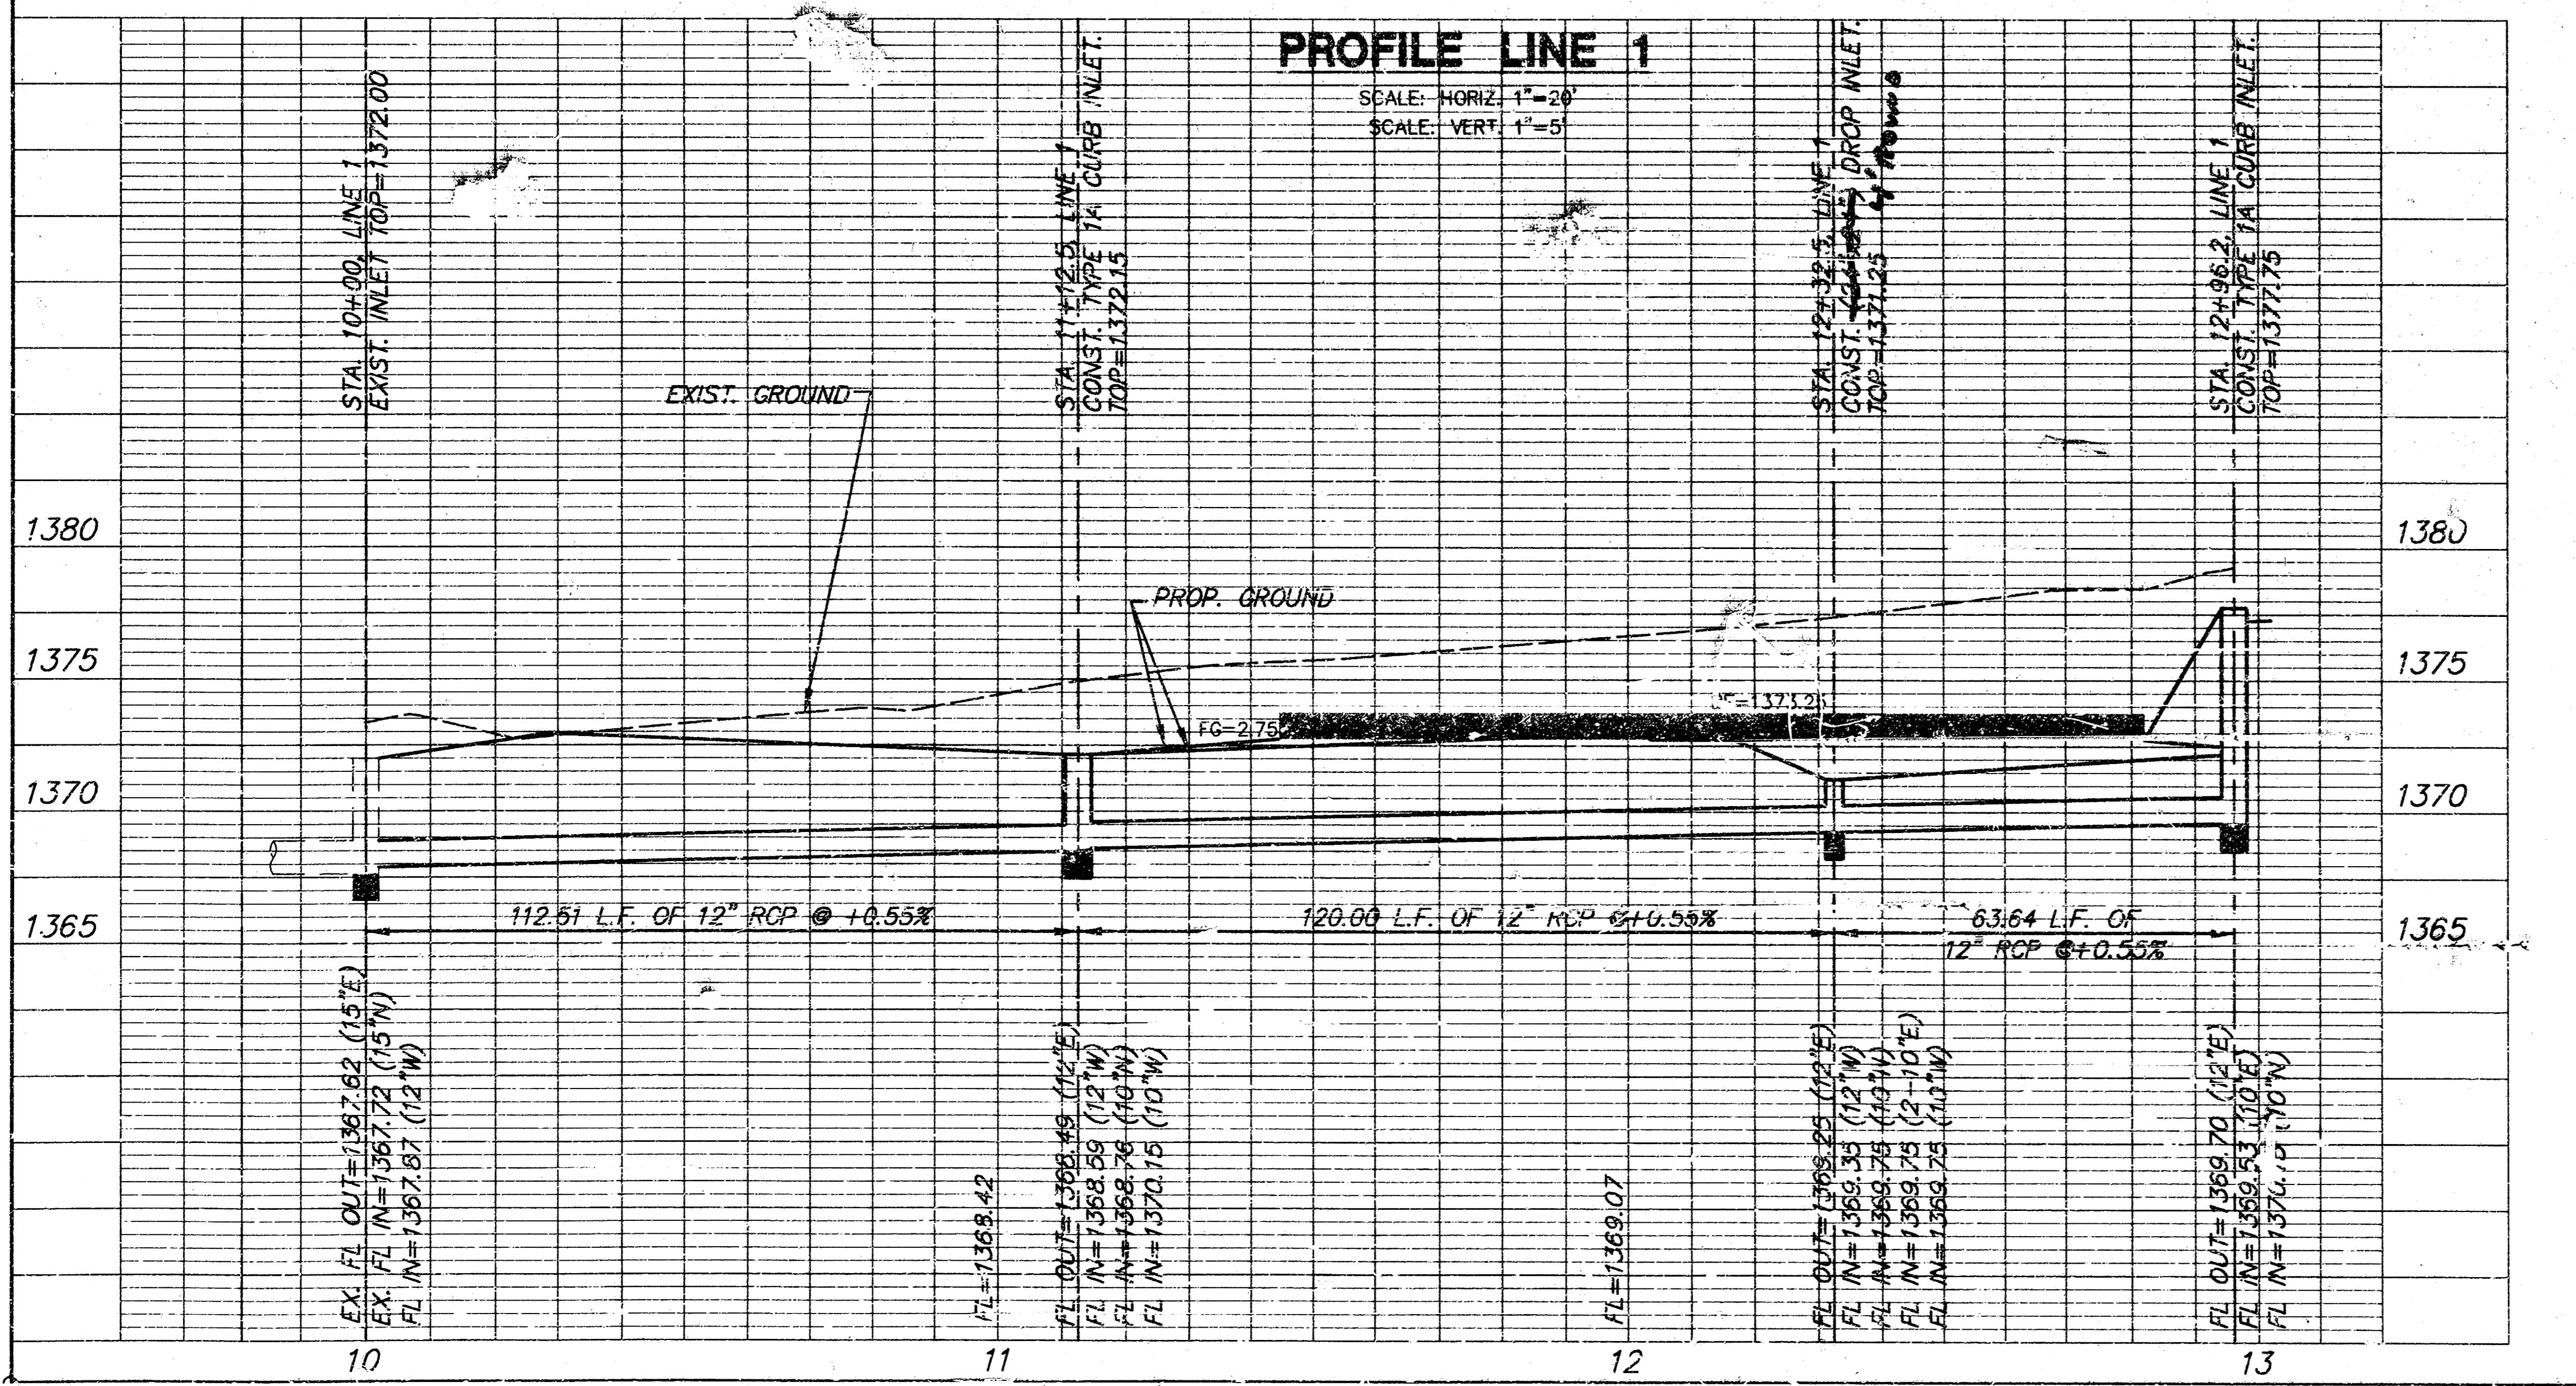 PROFILE LINE 1
SCALE: HORIZ. 1"=20'
SCALE: VERT. 1"=5'
STA. 10+00, LINE 1
EXIST. INLET TOP=1372.00
STA. 11+12.5, LINE 1
CONST. TYPE 1A CURB INLET.
TOP=1372.15
STA. 12+32.5, LINE 1
CONST. DROP INLET.
TOP=1371.25
STA. 12+96.2, LINE 1
CONST. TYPE 1A CURB INLET.
TOP=1377.75
EXIST. GROUND
1380
1380
PROP. GROUND
1375
1375
FG=2.75
=1373.25
1370
1370
1365
1365
112.51 L.F. OF 12" RCP @ +0.55%
120.00 L.F. OF 12" RCP @+0.55%
63.64 L.F. OF
12" RCP @+0.55%
EX. FL OUT=1367.62 (15"E)
EX. FL IN=1367.72 (15"N)
FL IN=1367.87 (12"W)
FL=1368.42
FL OUT=1368.49 (12"E)
FL IN=1368.59 (12"W)
FL IN=1368.76 (10"N)
FL IN=1370.15 (10"W)
FL=1369.07
FL OUT=1369.25 (12"E)
FL IN=1369.35 (12"W)
FL IN=1369.75 (10"W)
FL IN=1369.75 (2-10"E)
FL IN=1369.75 (10"W)
FL OUT=1369.70 (12"E)
FL IN=1369.53 (10"E)
FL (10"N)
10
11
12
13